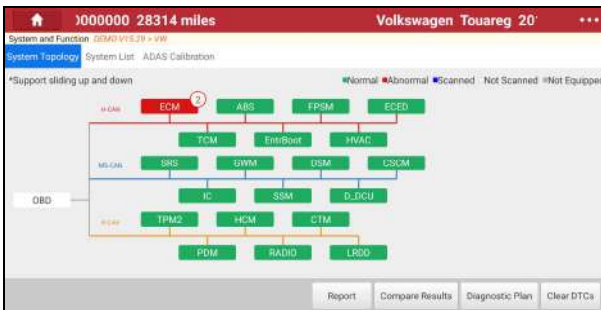 0000000 28314 miles Volkswagen Touareg 20
System and Function DEMO V15.29 > VW
System Topology System List ADAS Calibration
*Support sliding up and down Normal Abnormal Scanned Not Scanned Not Equipped
H-CAN ECM 2 ABS FPSM ECED
TCM EntrBoot HVAC
MS-CAN SRS GWM DSM CSCM
OBD IC SSM D_DCU
TPM2 HCM CTM
PDM RADIO LRDD
Report Compare Results Diagnostic Plan Clear DTCs